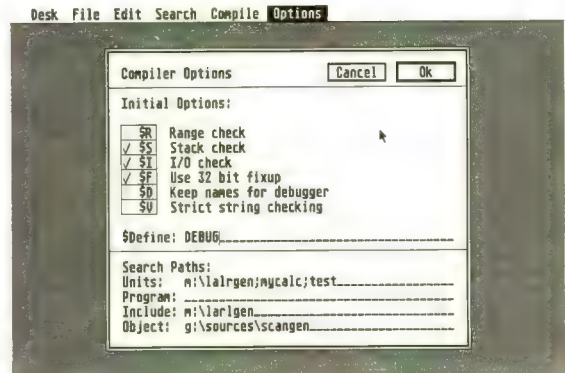 Desk File Edit Search Compile Options
Compiler Options Cancel Ok
Initial Options:
$R Range check
✓ $S Stack check
✓ $I I/O check
✓ $F Use 32 bit fixup
$D Keep names for debugger
$V Strict string checking
$Define: DEBUG
Search Paths:
Units: m:\lalrgen;mycalc;test
Program:
Include: m:\larlgen
Object: g:\sources\scangen